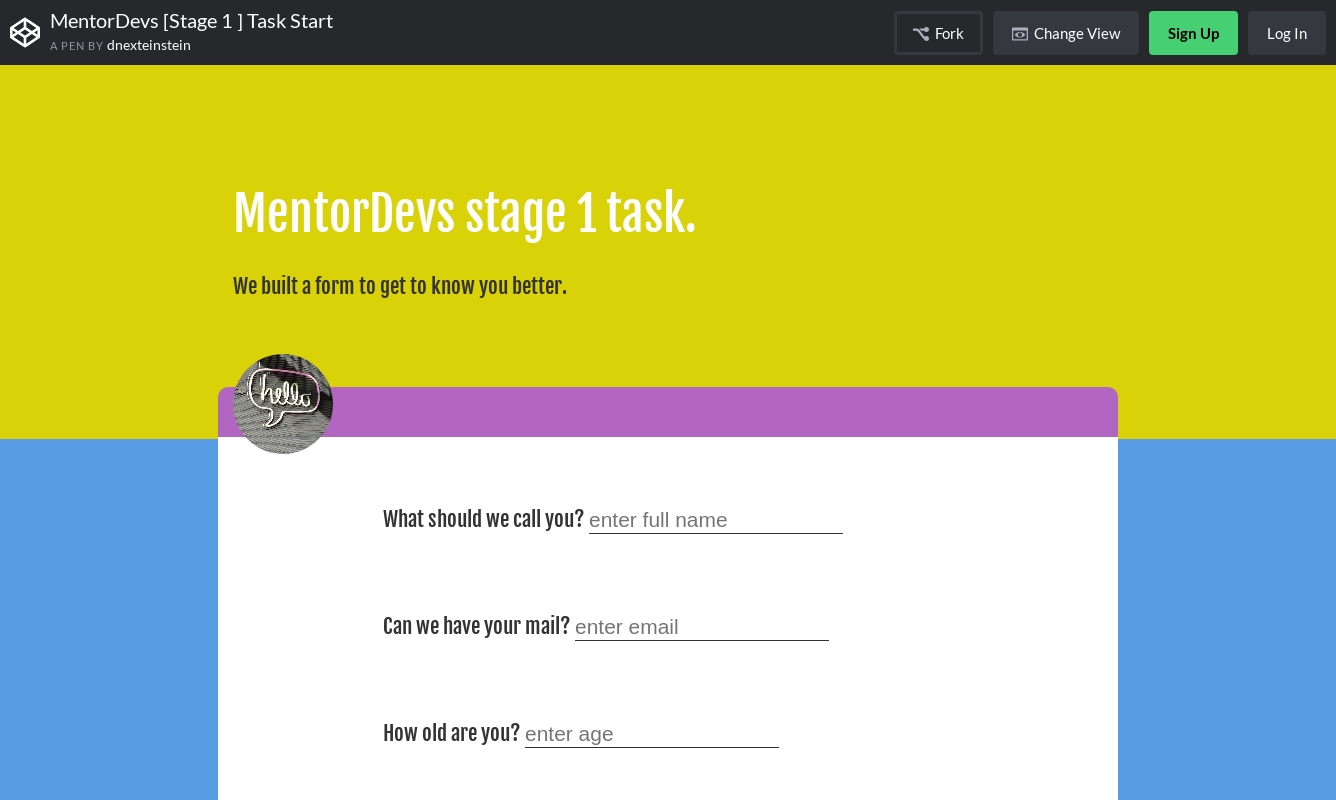 MentorDevs [Stage 1 ] Task Start
A PEN BY dnexteinstein
Fork
Change View
Sign Up
Log In
MentorDevs stage 1 task.
We built a form to get to know you better.
hello
What should we call you? enter full name
Can we have your mail? enter email
How old are you? enter age